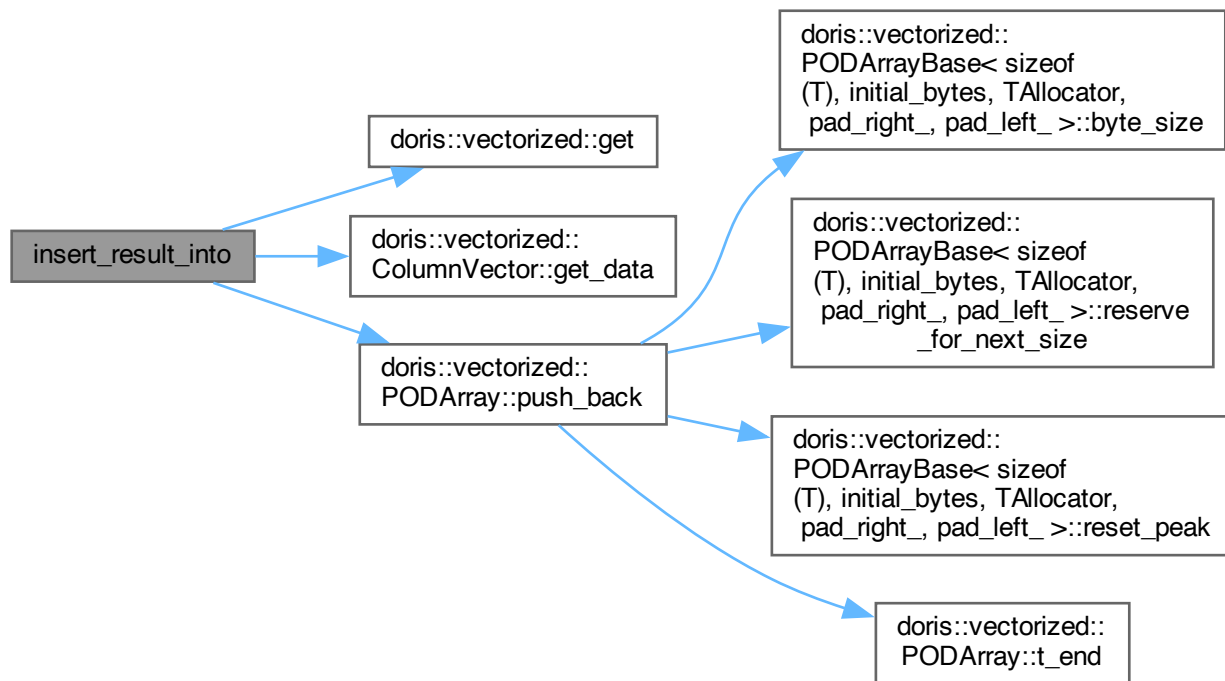 insert_result_into
doris::vectorized::get
doris::vectorized::
ColumnVector::get_data
doris::vectorized::
PODArray::push_back
doris::vectorized::
PODArrayBase< sizeof
(T), initial_bytes, TAllocator,
pad_right_, pad_left_ >::byte_size
doris::vectorized::
PODArrayBase< sizeof
(T), initial_bytes, TAllocator,
pad_right_, pad_left_ >::reserve
_for_next_size
doris::vectorized::
PODArrayBase< sizeof
(T), initial_bytes, TAllocator,
pad_right_, pad_left_ >::reset_peak
doris::vectorized::
PODArray::t_end